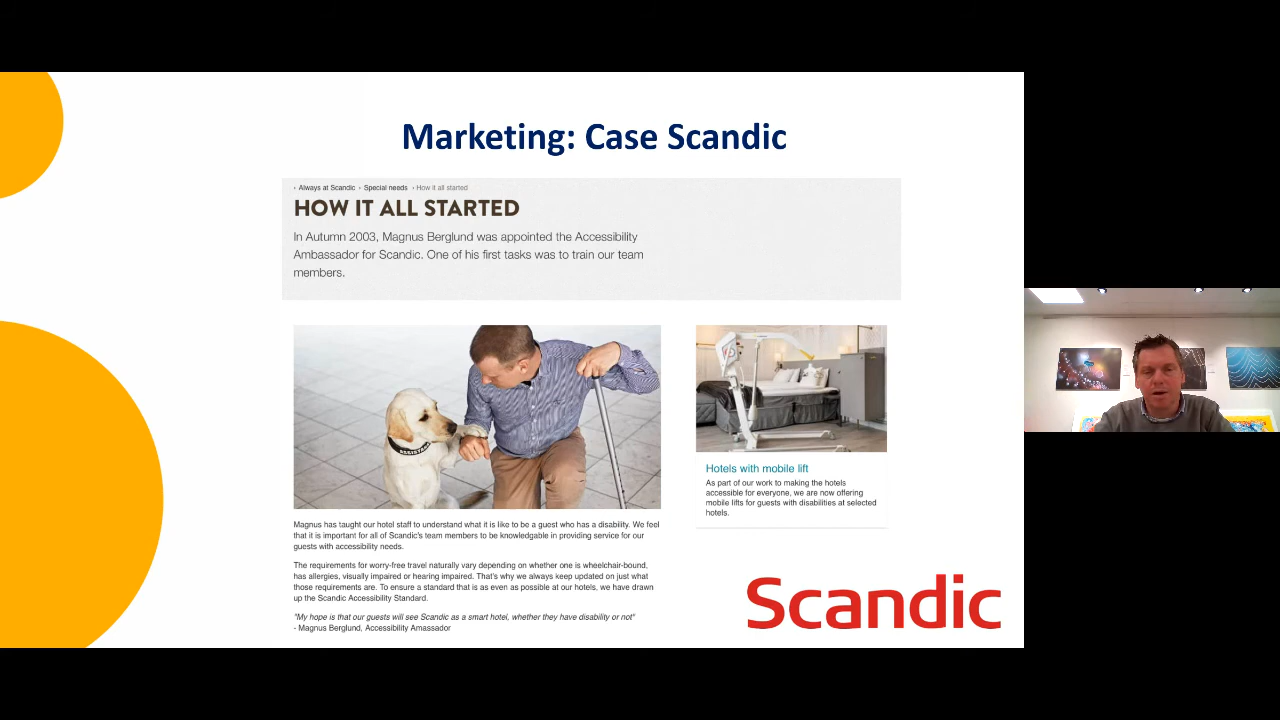 Marketing: Case Scandic
› Always at Scandic › Special needs › How it all started
HOW IT ALL STARTED
In Autumn 2003, Magnus Berglund was appointed the Accessibility
Ambassador for Scandic. One of his first tasks was to train our team
members.
ASSISTANS
Magnus has taught our hotel staff to understand what it is like to be a guest who has a disability. We feel
that it is important for all of Scandic's team members to be knowledgable in providing service for our
guests with accessibility needs.
The requirements for worry-free travel naturally vary depending on whether one is wheelchair-bound,
has allergies, visually impaired or hearing impaired. That's why we always keep updated on just what
those requirements are. To ensure a standard that is as even as possible at our hotels, we have drawn
up the Scandic Accessibility Standard.
"My hope is that our guests will see Scandic as a smart hotel, whether they have disability or not"
- Magnus Berglund, Accessibility Amassador
Hotels with mobile lift
As part of our work to making the hotels
accessible for everyone, we are now offering
mobile lifts for guests with disabilities at selected
hotels.
Scandic